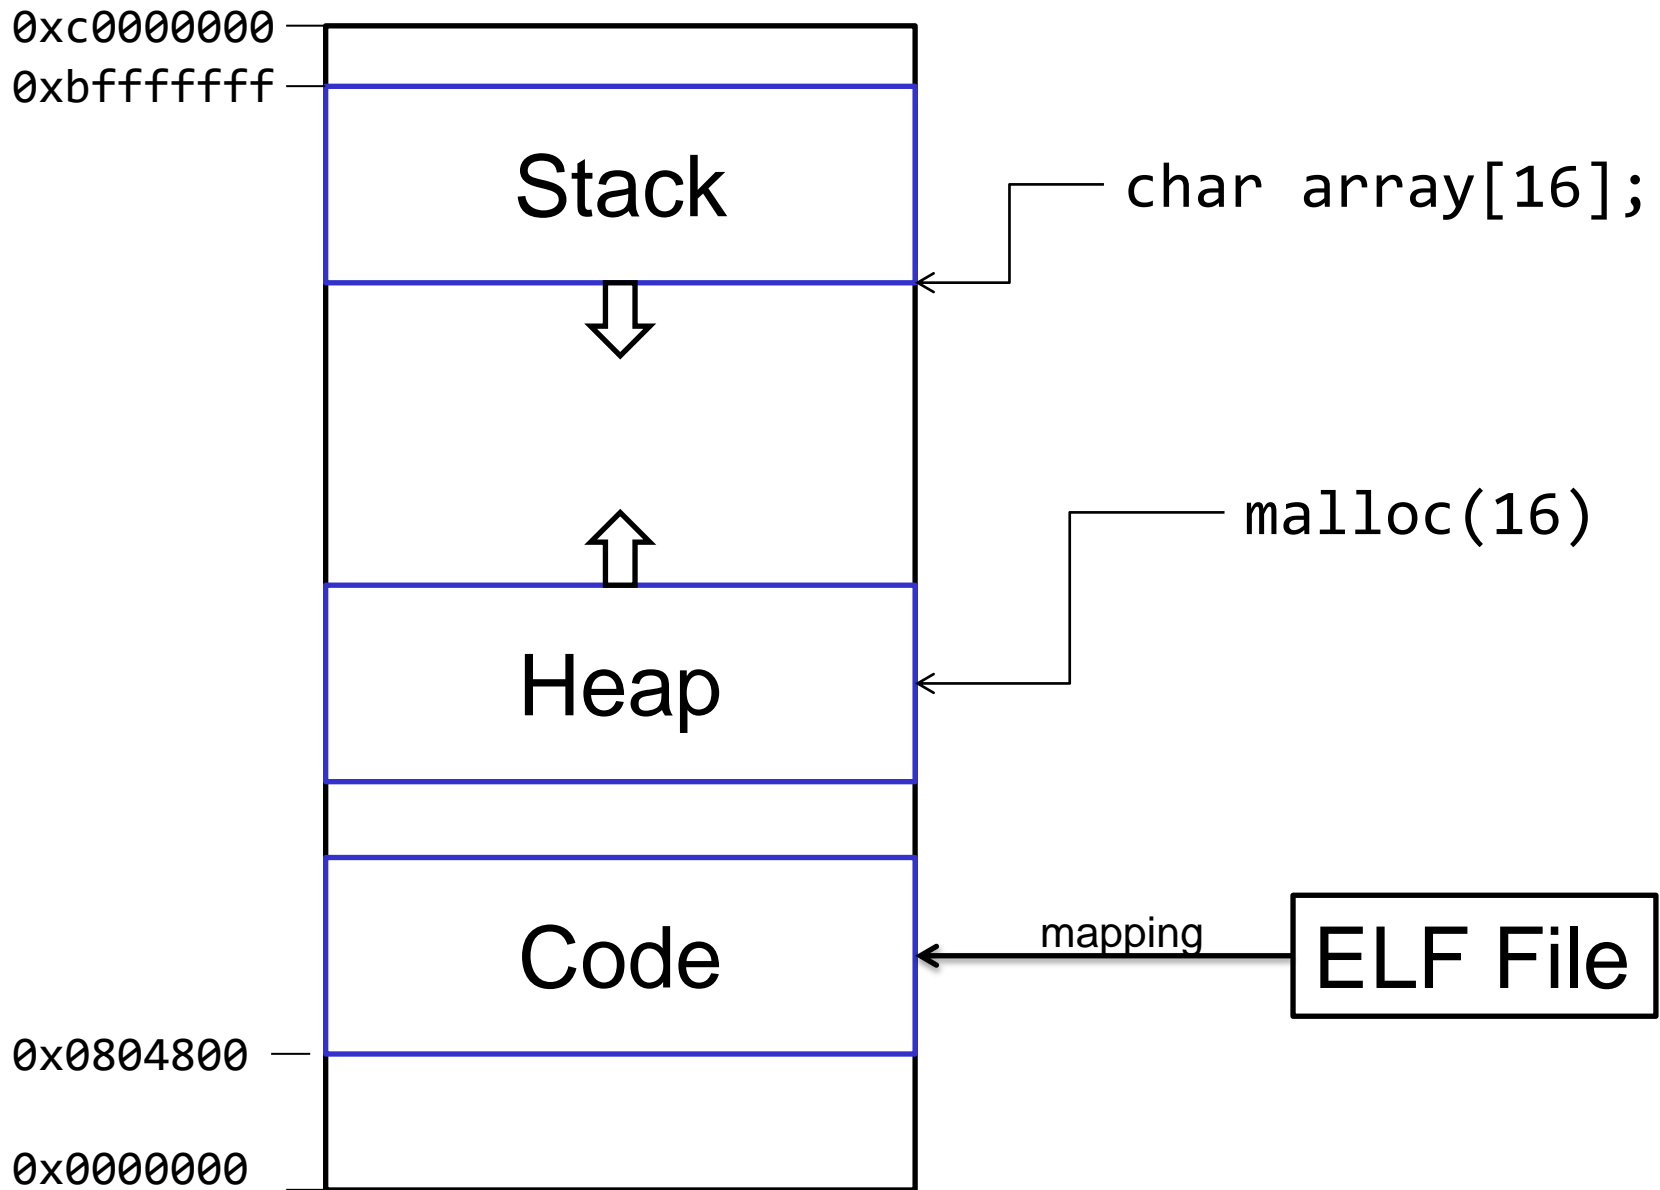 0xc0000000
0xbfffffff
Stack
char array[16];
malloc(16)
Heap
Code
mapping
ELF File
0x0804800
0x0000000